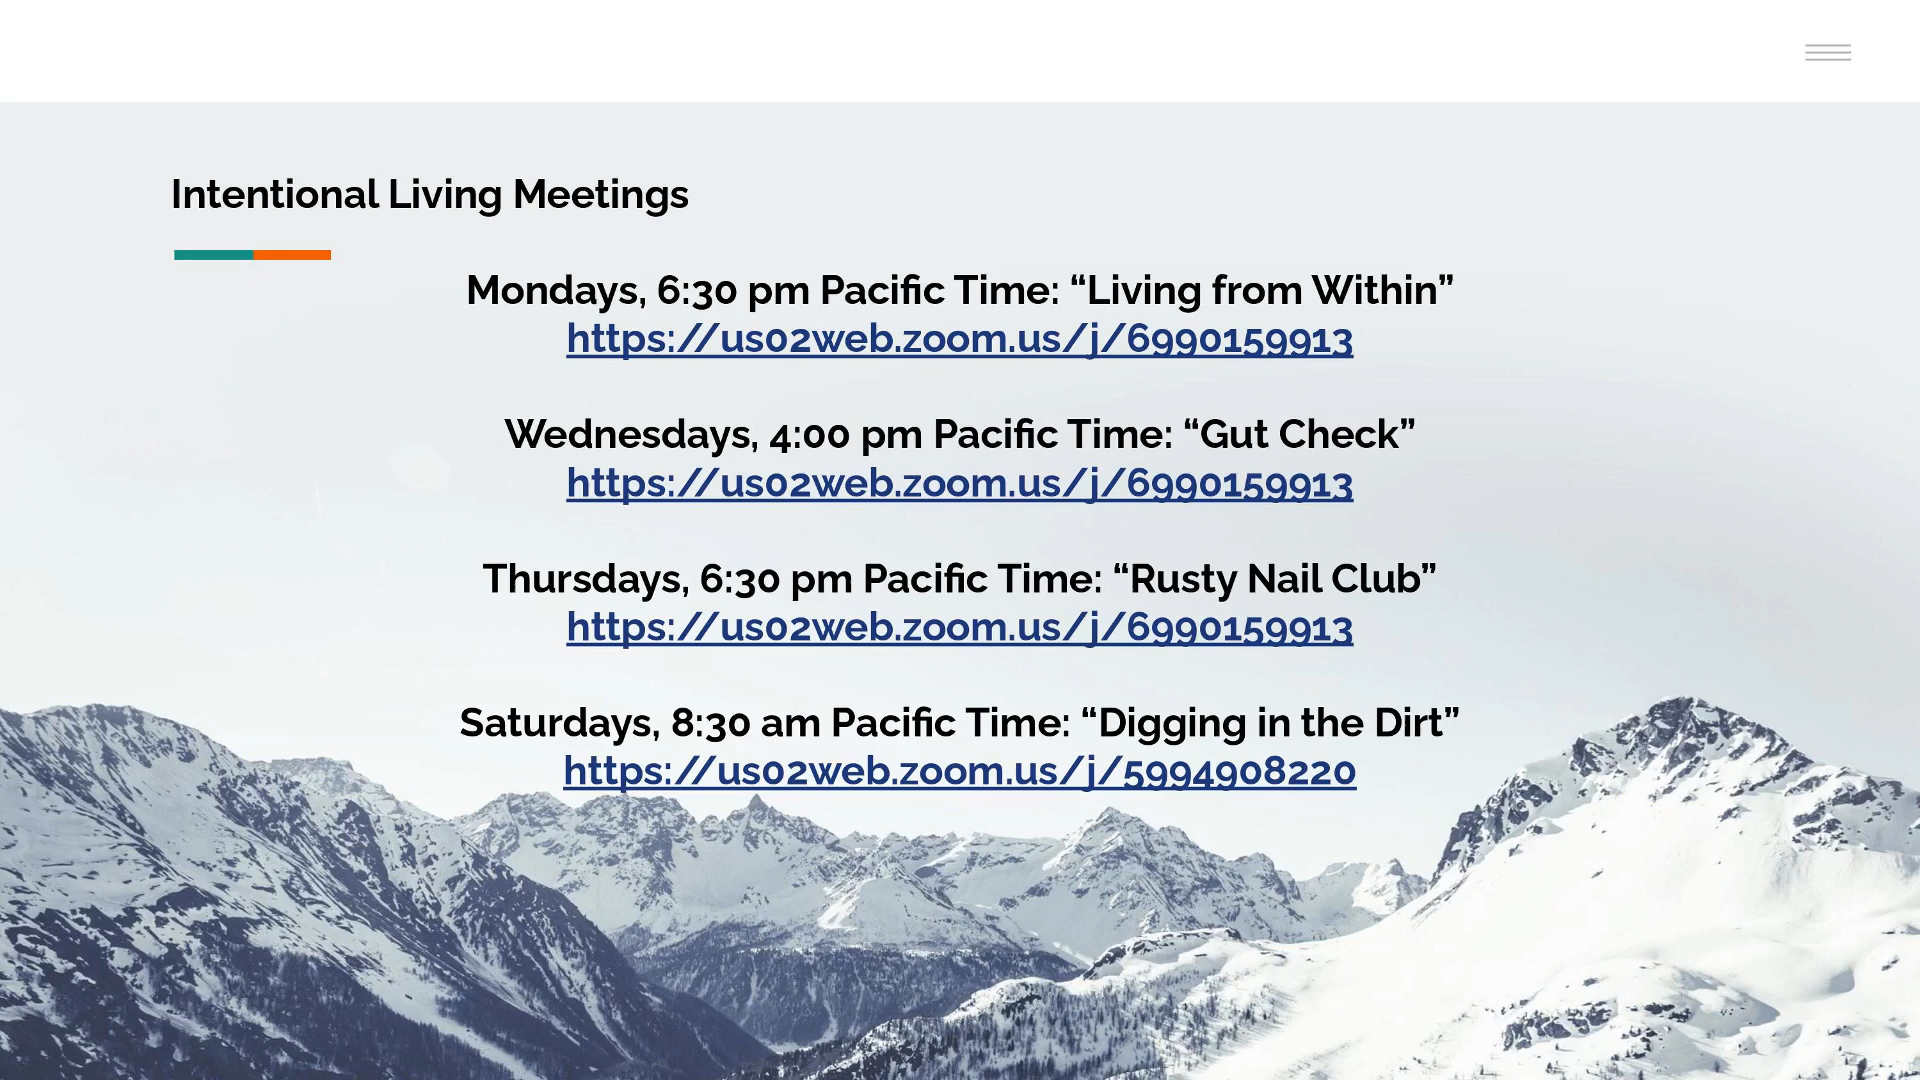 Intentional Living Meetings
Mondays, 6:30 pm Pacific Time: “Living from Within”
https://us02web.zoom.us/j/6990159913
Wednesdays, 4:00 pm Pacific Time: “Gut Check”
https://us02web.zoom.us/j/6990159913
Thursdays, 6:30 pm Pacific Time: “Rusty Nail Club”
https://us02web.zoom.us/j/6990159913
Saturdays, 8:30 am Pacific Time: “Digging in the Dirt”
https://us02web.zoom.us/j/5994908220